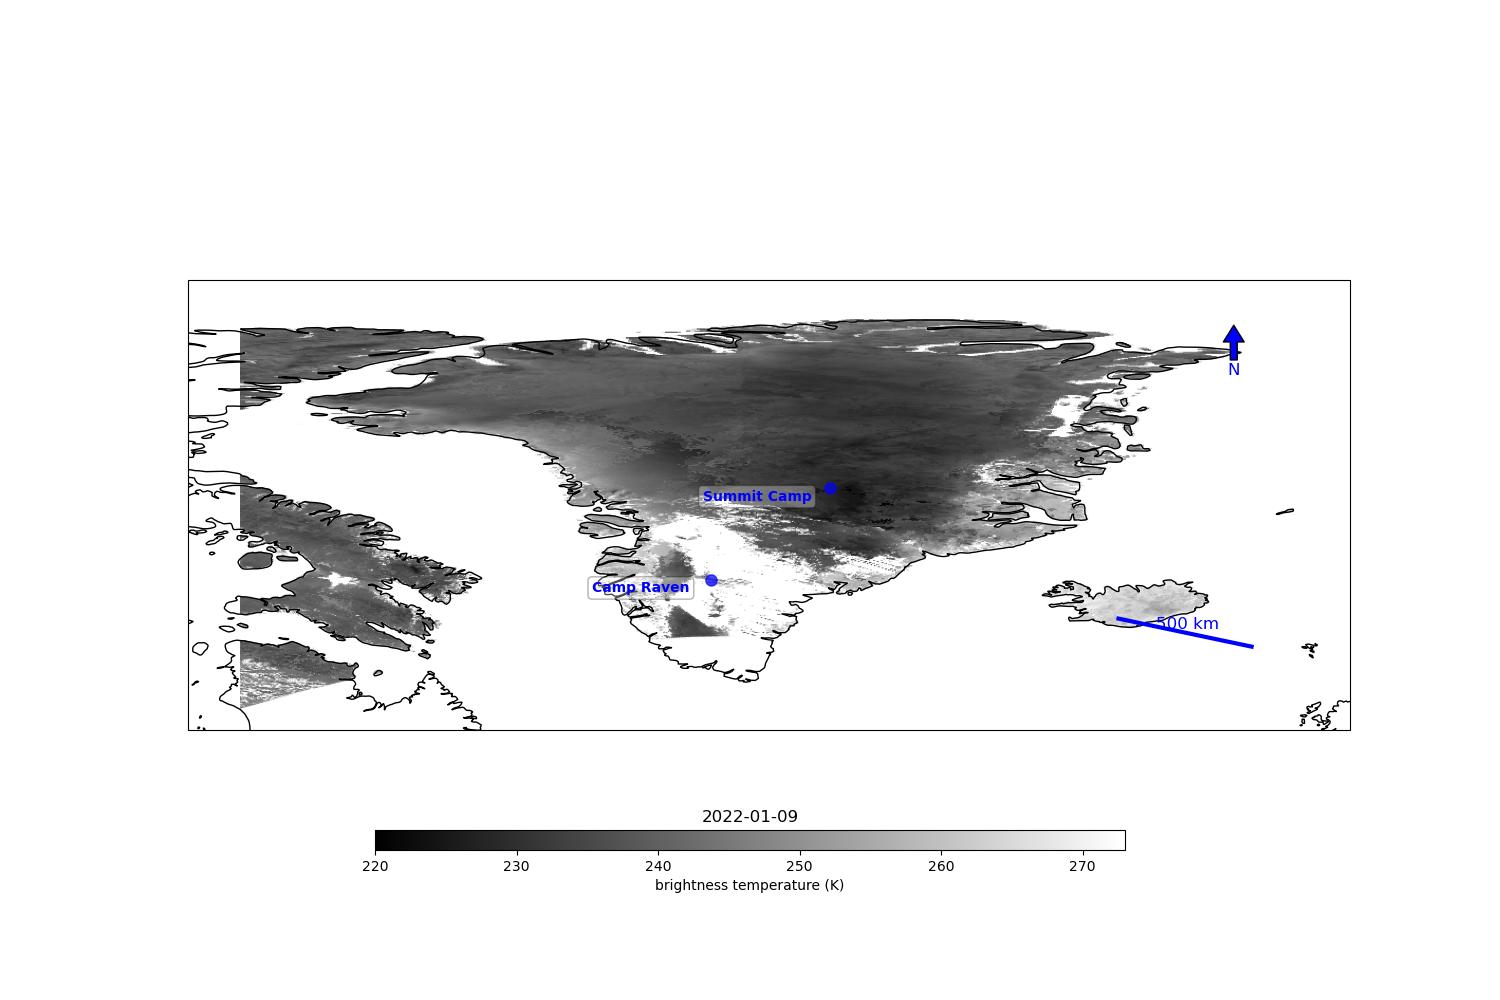 N
Summit Camp
Camp Raven
500 km
2022-01-09
220 230 240 250 260 270
brightness temperature (K)